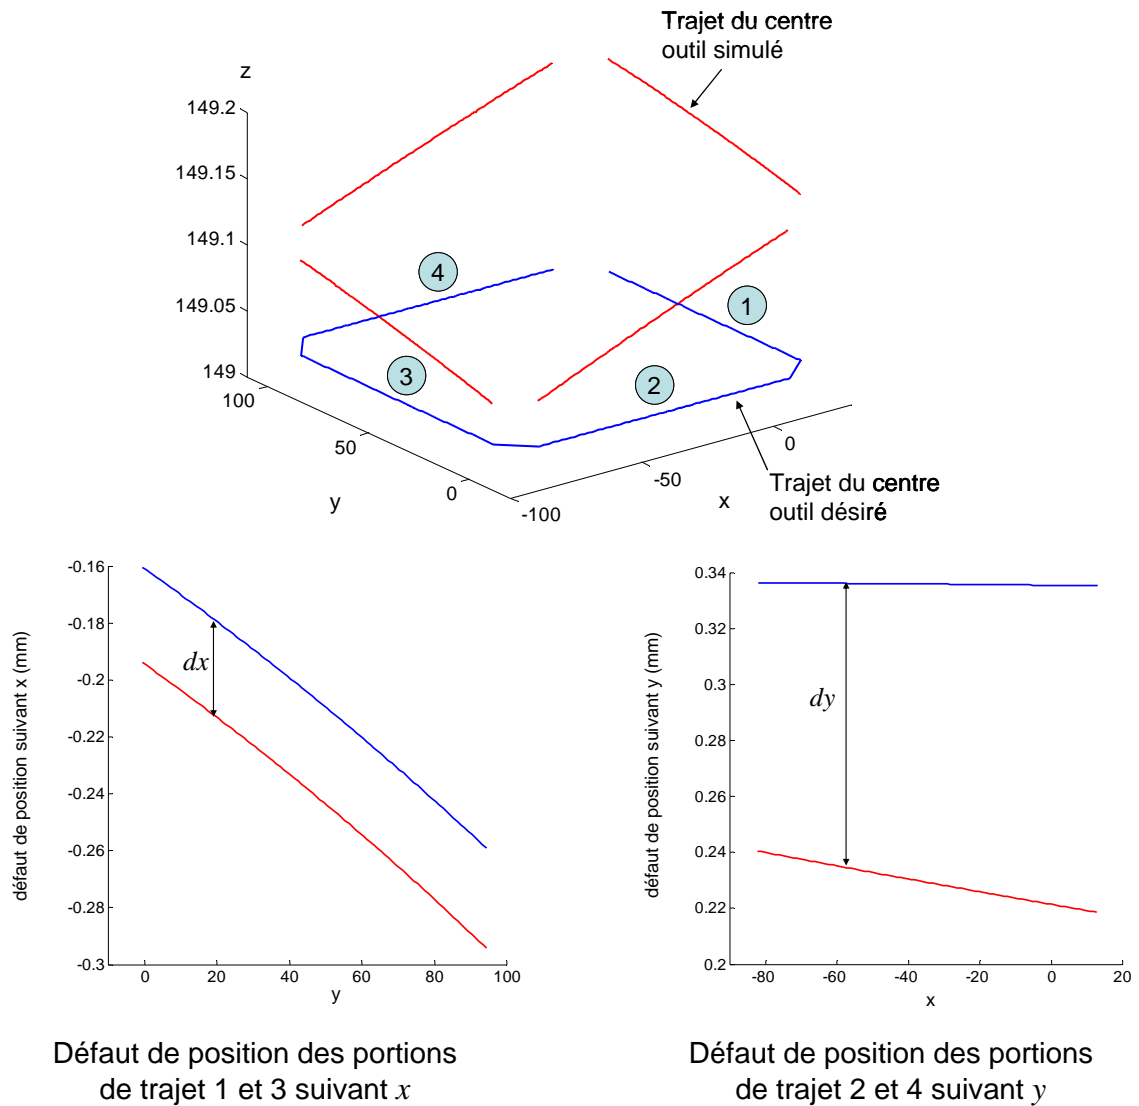 Trajet du centre
outil simulé
z
149.2
149.15
149.1
149.05
149
4
1
3
2
100
50
0
y
-100
-50
0
x
Trajet du centre
outil désiré
-0.16
-0.18
-0.2
-0.22
-0.24
-0.26
-0.28
-0.3
défaut de position suivant x (mm)
dx
0
20
40
60
80
100
y
0.34
0.32
0.3
0.28
0.26
0.24
0.22
0.2
défaut de position suivant y (mm)
dy
-80
-60
-40
-20
0
20
x
Défaut de position des portions
de trajet 1 et 3 suivant x
Défaut de position des portions
de trajet 2 et 4 suivant y